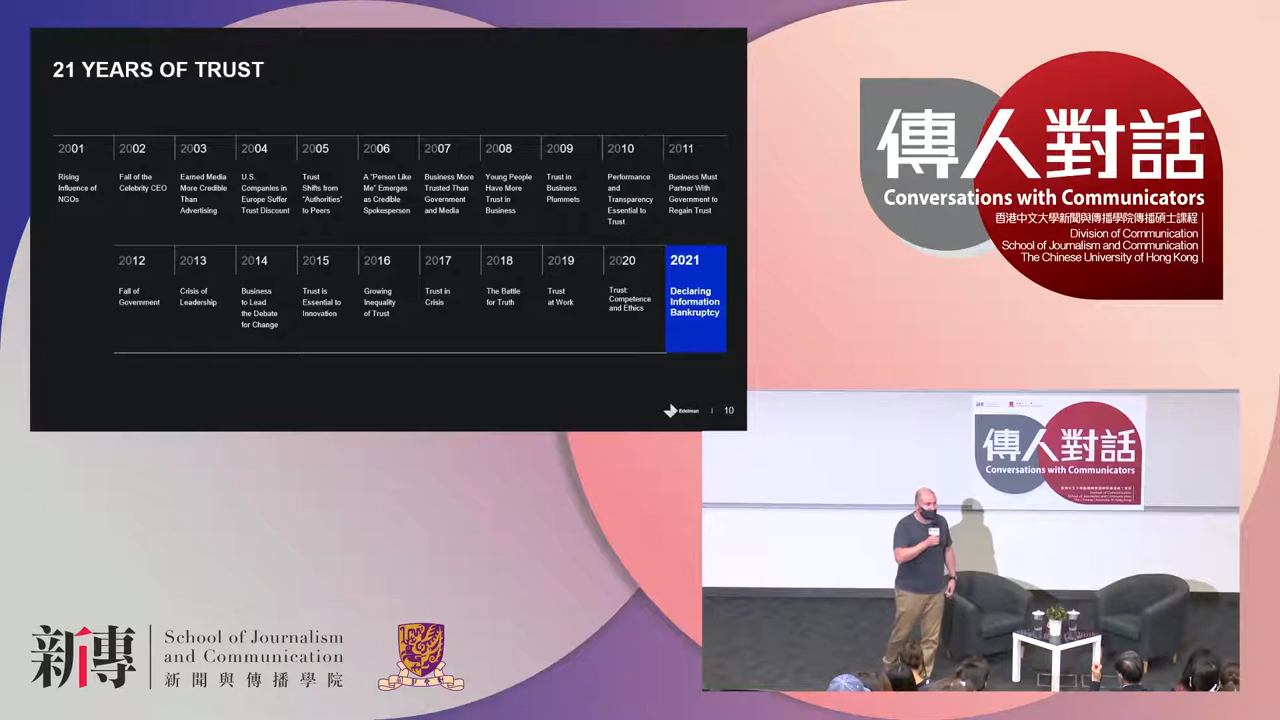 21 YEARS OF TRUST
2001
2002
2003
2004
2005
2006
2007
2008
2009
2010
2011
Rising
Influence of
NGOs
Fall of the
Celebrity CEO
Earned Media
More Credible
Than
Advertising
U.S.
Companies in
Europe Suffer
Trust Discount
Trust
Shifts from
"Authorities"
to Peers
A "Person Like
Me" Emerges
as Credible
Spokesperson
Business More
Trusted Than
Government
and Media
Young People
Have More
Trust in
Business
Trust in
Business
Plummets
Performance
and
Transparency
Essential to
Trust
Business Must
Partner With
Government to
Regain Trust
2012
2013
2014
2015
2016
2017
2018
2019
2020
2021
Fall of
Government
Crisis of
Leadership
Business
to Lead
the Debate
for Change
Trust is
Essential to
Innovation
Growing
Inequality
of Trust
Trust in
Crisis
The Battle
for Truth
Trust
at Work
Trust:
Competence
and Ethics
Declaring
Information
Bankruptcy
Edelman
10
傳人對話
Conversations with Communicators
香港中文大學新聞與傳播學院傳播碩士課程
Division of Communication
School of Journalism and Communication
The Chinese University of Hong Kong
傳人對話
Conversations with Communicators
新傳
School of Journalism
and Communication
新聞與傳播學院